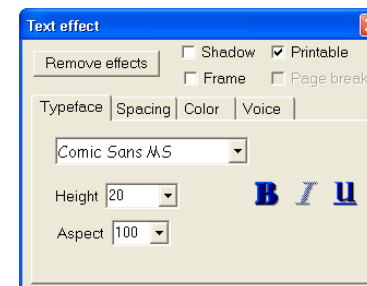 Text effect
Remove effects
Shadow Printable
Frame Page break
Typeface Spacing Color Voice
Comic Sans MS
Height 20
B I U
Aspect 100